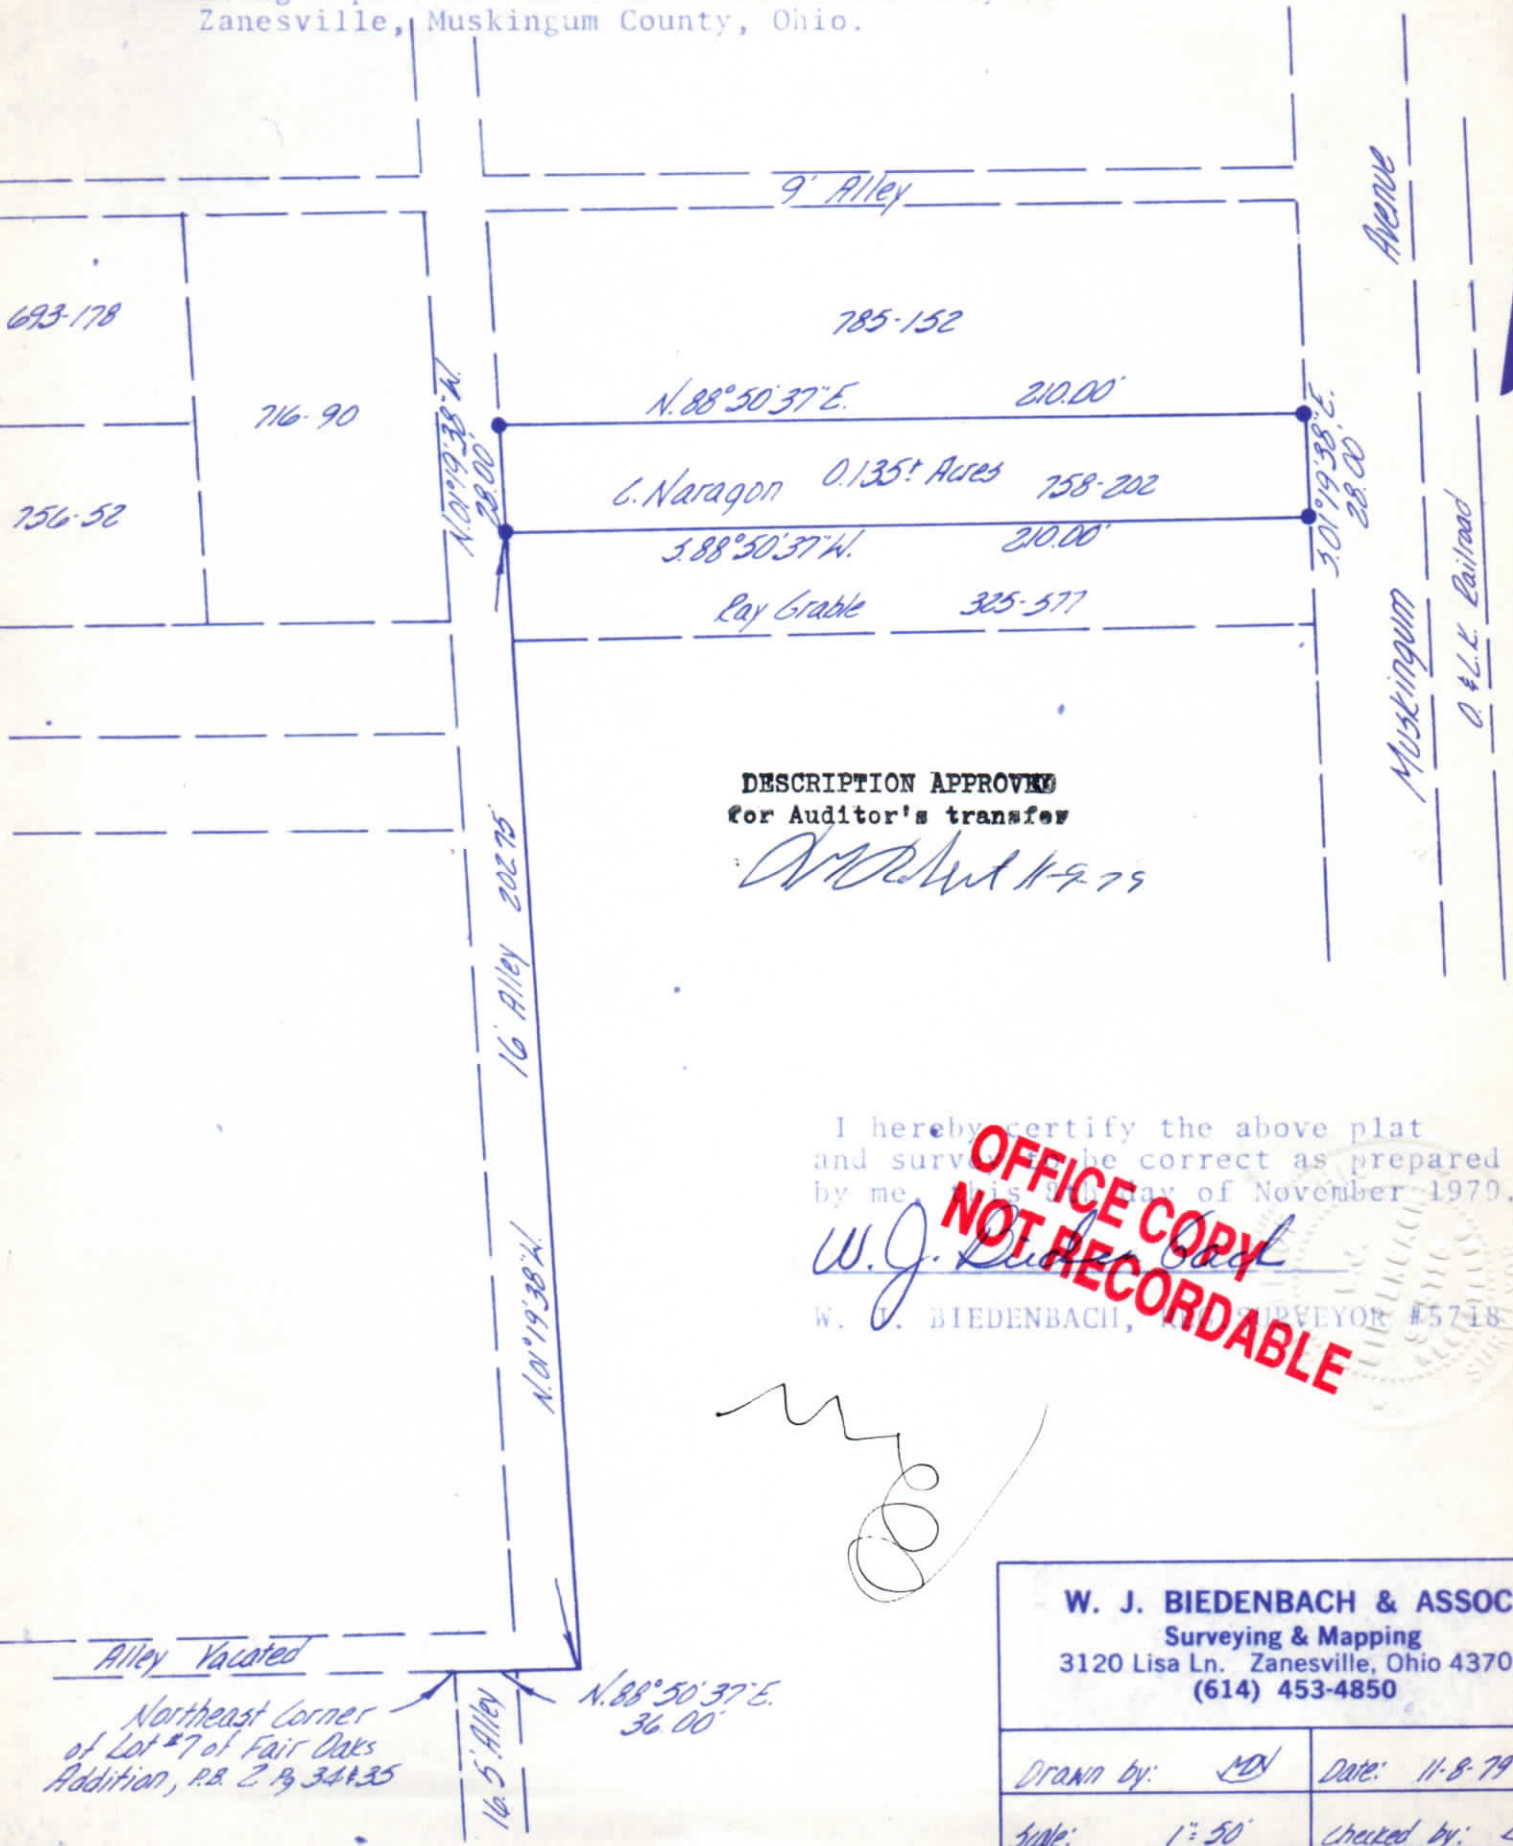 Zanesville, Muskingum County, Ohio.
9' Alley
Avenue
693-178
785-152
716-90
N.01°19'38"W.
28.00'
N.88°50'37"E. 210.00'
S.01°19'38"E.
28.00'
C. Naragon 0.135± Acres 758-202
756-52
S.88°50'37"W. 210.00'
Ray Grable 325-577
Muskingum
O. & L.K. Railroad
DESCRIPTION APPROVED
for Auditor's transfer
11-9-79
16' Alley 202.75'
N.01°19'38"W.
I hereby certify the above plat
and survey to be correct as prepared
by me, this 8th day of November 1979.
OFFICE COPY
NOT RECORDABLE
W. J. Biedenbach
W. J. BIEDENBACH, REG. SURVEYOR #5718
Alley Vacated
Northeast Corner
of Lot #7 of Fair Oaks
Addition, P.B. 2 Pg 34&35
16.5' Alley
N.88°50'37"E.
36.00'
W. J. BIEDENBACH & ASSOC
Surveying & Mapping
3120 Lisa Ln. Zanesville, Ohio 4370
(614) 453-4850
Drawn by: MDN
Date: 11-8-79
Scale: 1"=50'
Checked by: